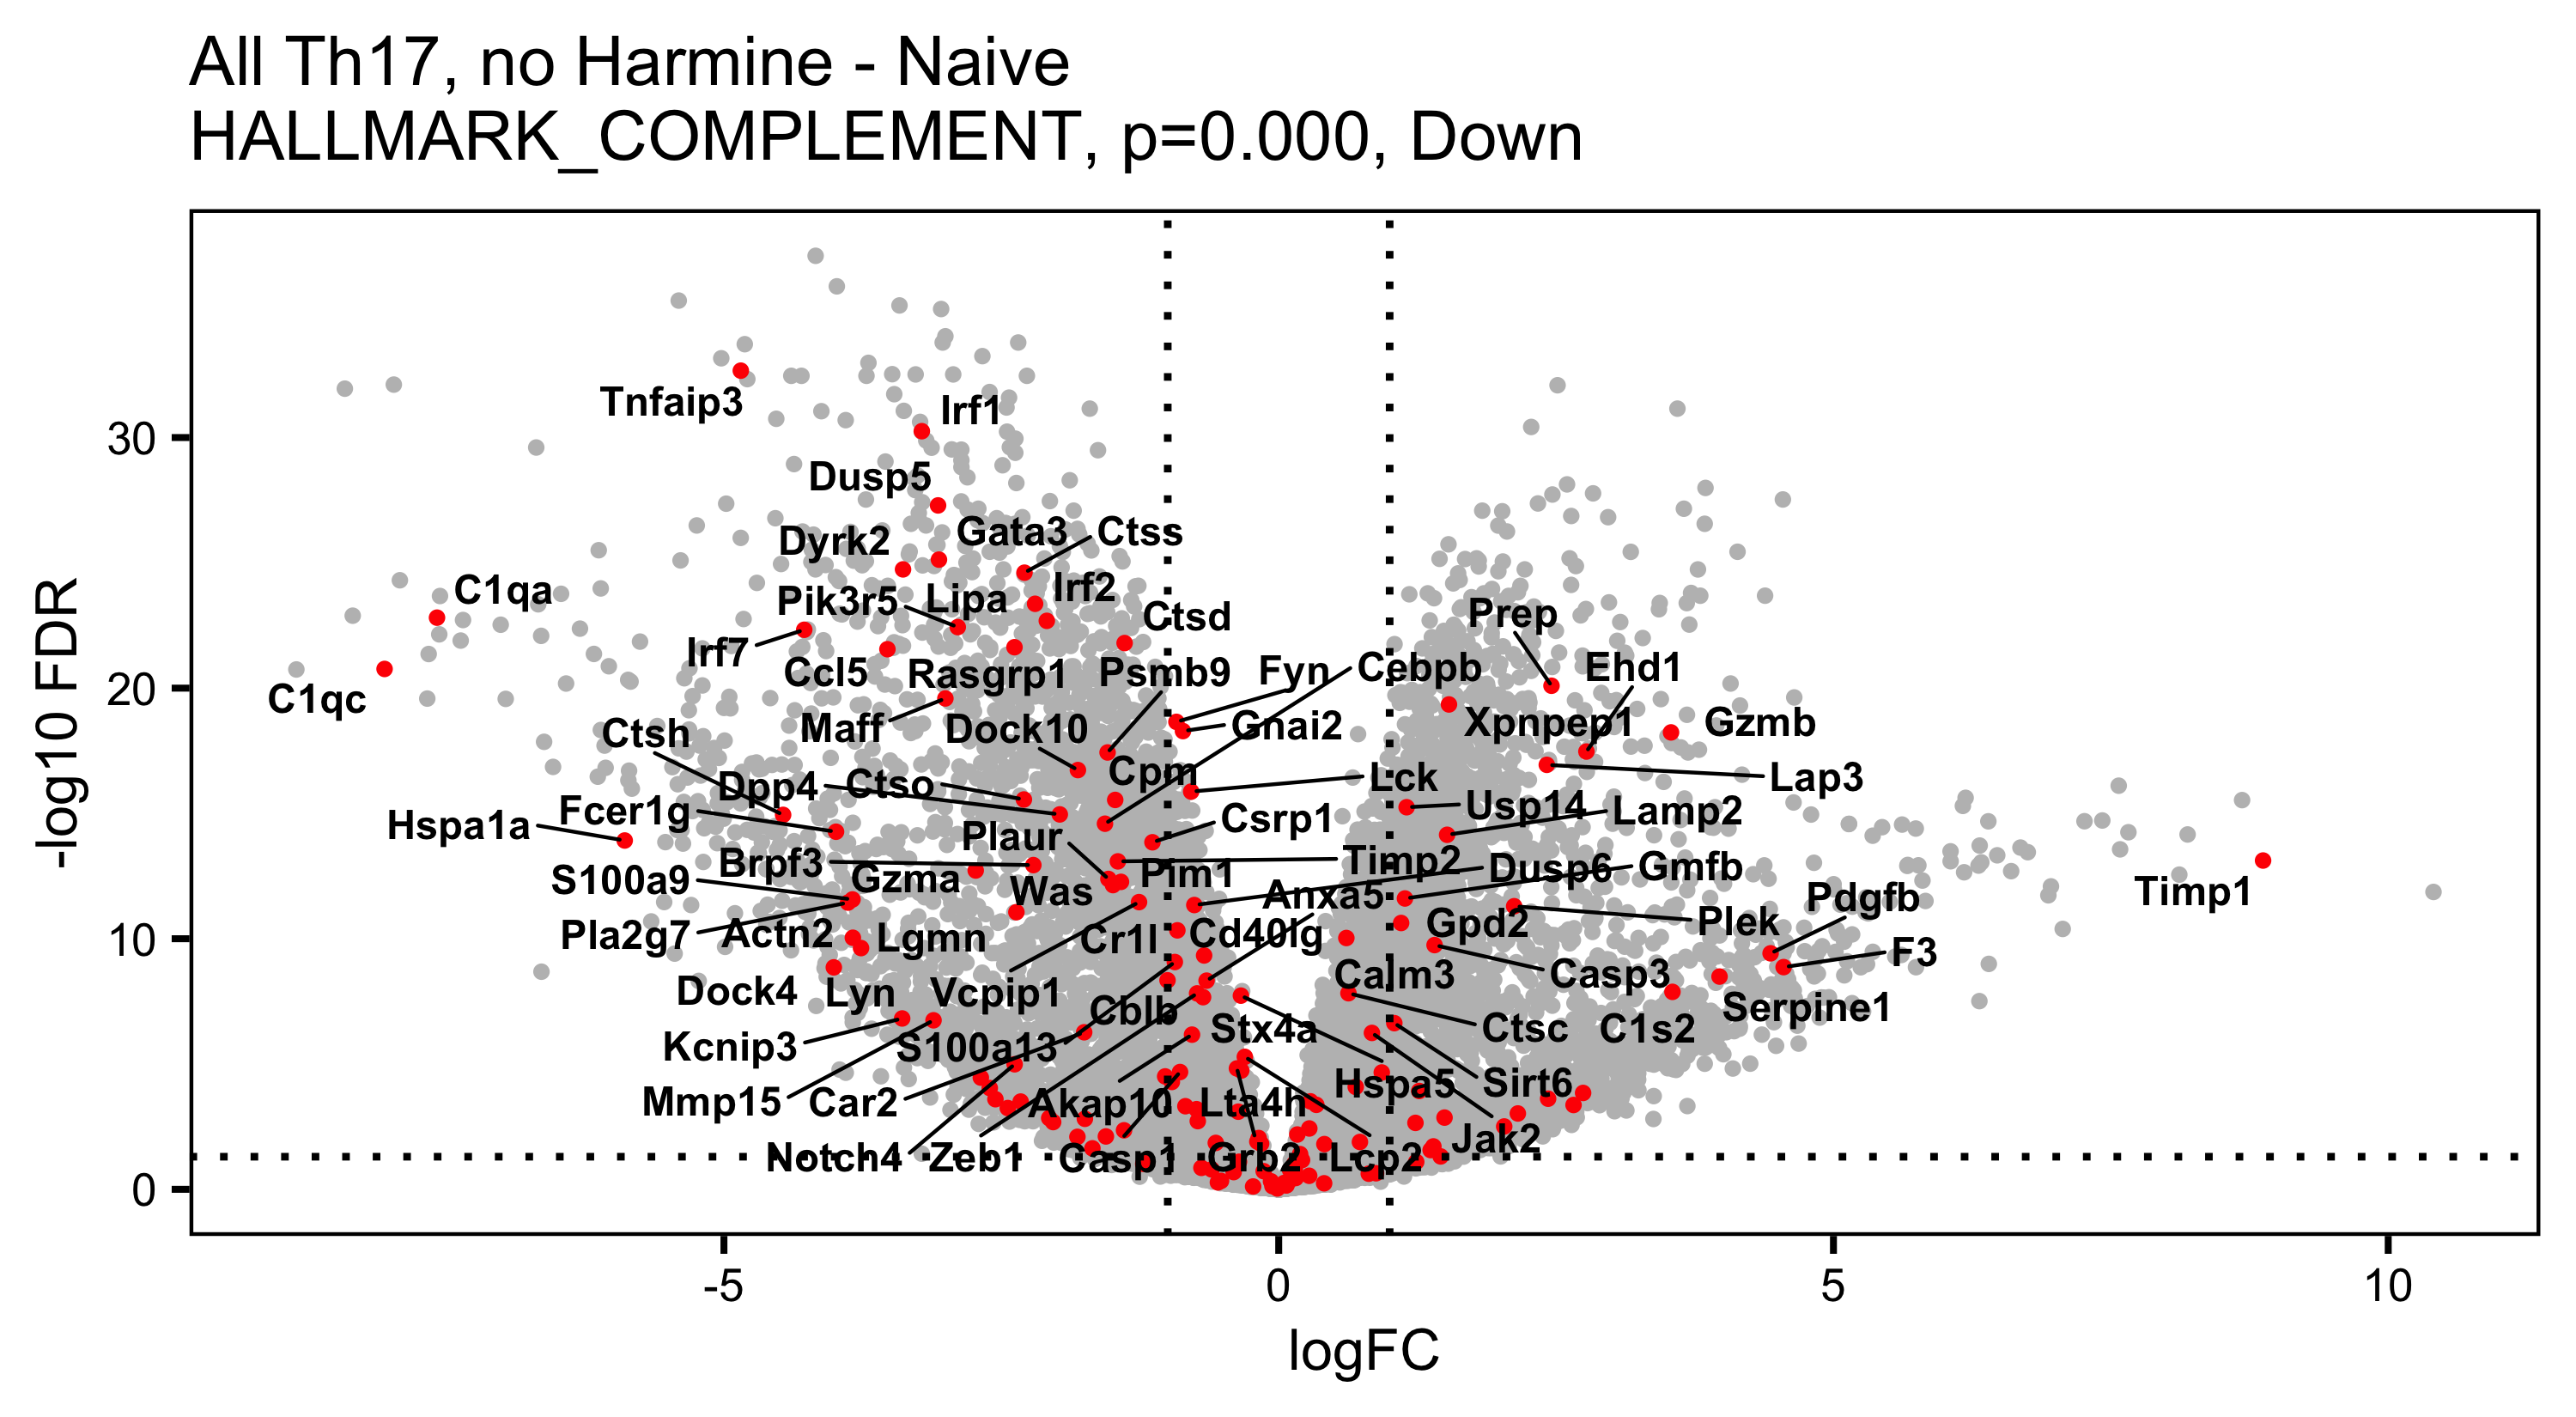 All Th17, no Harmine - Naive
HALLMARK_COMPLEMENT, p=0.000, Down
-log10 FDR
30
20
10
0
Tnfaip3
Irf1
Dusp5
Gata3
Ctss
Dyrk2
C1qa
Pik3r5
Lipa
Irf2
Ctsd
Prep
Irf7
Ccl5
Rasgrp1
Psmb9
Fyn
Cebpb
Ehd1
C1qc
Maff
Dock10
Gnai2
Xpnpep1
Gzmb
Ctsh
Dpp4
Ctso
Cpm
Lck
Lap3
Hspa1a
Fcer1g
Plaur
Csrp1
Usp14
Lamp2
Brpf3
Gzma
Was
Pim1
Timp2
Dusp6
Gmfb
S100a9
Anxa5
Plek
Pdgfb
Timp1
Pla2g7
Actn2
Lgmn
Cr1l
Cd40lg
Gpd2
F3
Dock4
Lyn
Vcpip1
Cblb
Calm3
Casp3
Serpine1
Kcnip3
S100a13
Stx4a
Ctsc
C1s2
Mmp15
Car2
Akap10
Lta4h
Hspa5
Sirt6
Notch4
Zeb1
Casp1
Grb2
Lcp2
Jak2
-5
0
5
10
logFC